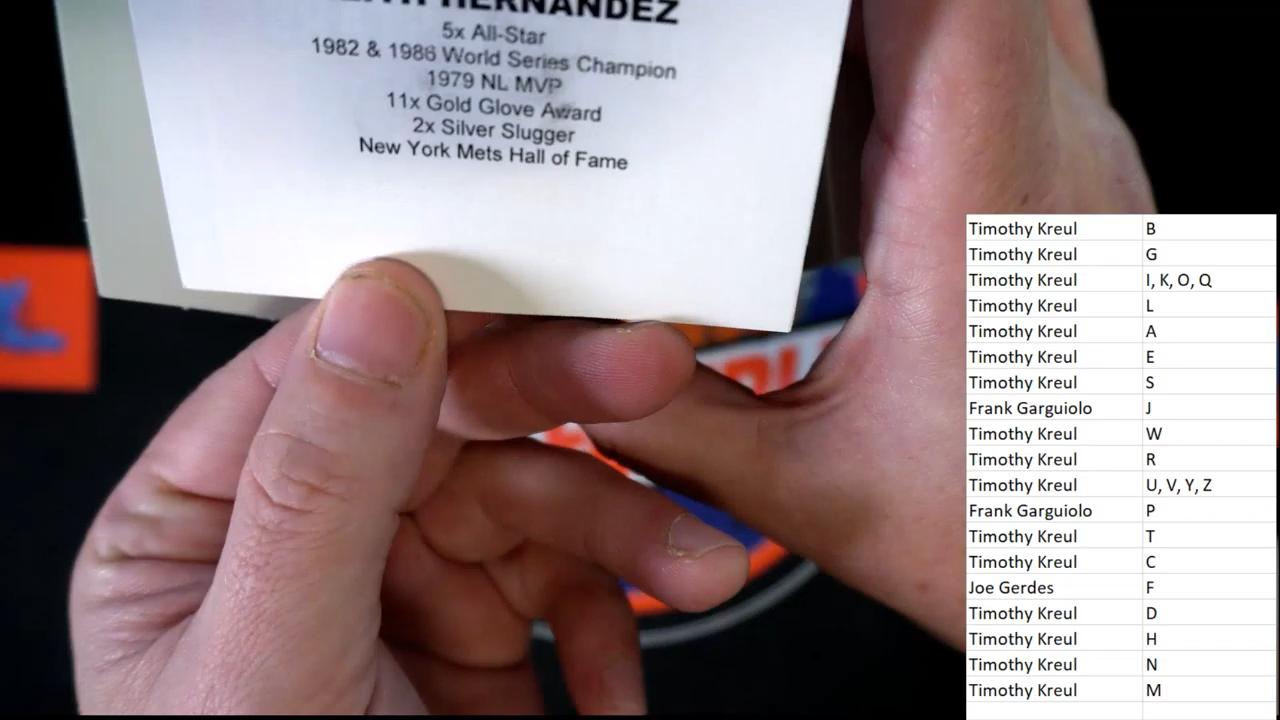 HERNANDEZ
5x All-Star
1982 & 1986 World Series Champion
1979 NL MVP
11x Gold Glove Award
2x Silver Slugger
New York Mets Hall of Fame
Timothy Kreul B
Timothy Kreul G
Timothy Kreul I, K, O, Q
Timothy Kreul L
Timothy Kreul A
Timothy Kreul E
Timothy Kreul S
Frank Garguiolo J
Timothy Kreul W
Timothy Kreul R
Timothy Kreul U, V, Y, Z
Frank Garguiolo P
Timothy Kreul T
Timothy Kreul C
Joe Gerdes F
Timothy Kreul D
Timothy Kreul H
Timothy Kreul N
Timothy Kreul M